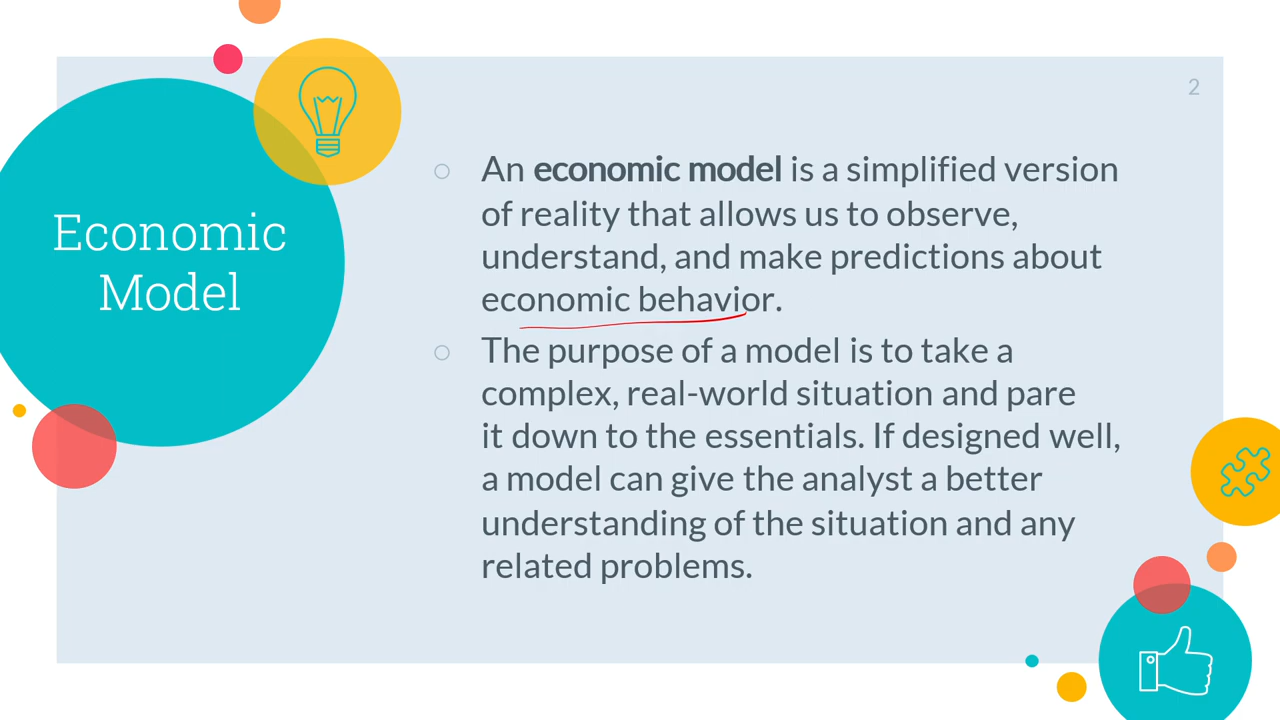 2
Economic
Model
○ An economic model is a simplified version
of reality that allows us to observe,
understand, and make predictions about
economic behavior.
○ The purpose of a model is to take a
complex, real-world situation and pare
it down to the essentials. If designed well,
a model can give the analyst a better
understanding of the situation and any
related problems.